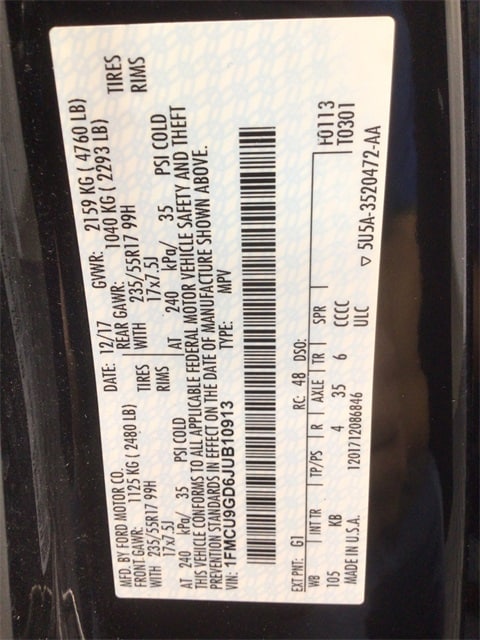 MFD. BY FORD MOTOR CO.
DATE: 12/17 GVWR: 2159 KG ( 4760 LB)
FRONT GAWR: 1125 KG ( 2480 LB) REAR GAWR: 1040 KG ( 2293 LB)
WITH 235/55R17 99H TIRES WITH 235/55R17 99H TIRES
17x7.5J RIMS 17x7.5J RIMS
AT 240 kPa/ 35 PSI COLD AT 240 kPa/ 35 PSI COLD
THIS VEHICLE CONFORMS TO ALL APPLICABLE FEDERAL MOTOR VEHICLE SAFETY AND THEFT
PREVENTION STANDARDS IN EFFECT ON THE DATE OF MANUFACTURE SHOWN ABOVE.
VIN: 1FMCU9GD6JUB10913 TYPE: MPV
F0113
T0301
EXT PNT: G1 RC: 48 DSO:
WB INT TR TP/PS R AXLE TR SPR
105 KB 4 35 6 CCCC
MADE IN U.S.A. 1201712086846 ULC
▽ 5U5A-3520472-AA